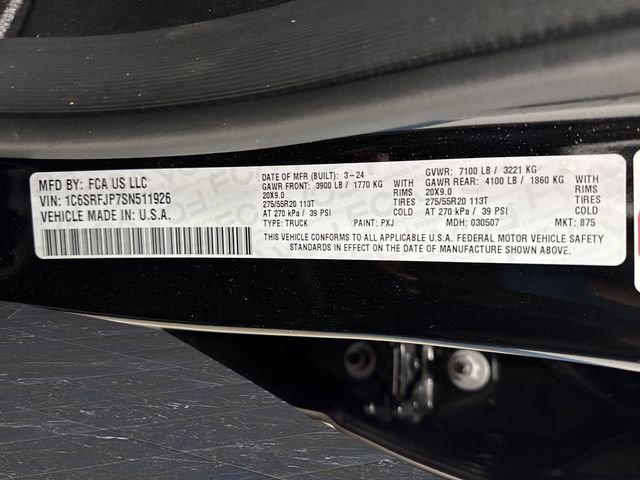 MFD BY: FCA US LLC
VIN: 1C6SRFJP7SN511926
VEHICLE MADE IN: U.S.A.
DATE OF MFR (BUILT): 3-24 GVWR: 7100 LB / 3221 KG
GAWR FRONT: 3900 LB / 1770 KG WITH GAWR REAR: 4100 LB / 1860 KG WITH
20X9.0 RIMS 20X9.0 RIMS
275/55R20 113T TIRES 275/55R20 113T TIRES
AT 270 kPa / 39 PSI COLD AT 270 kPa / 39 PSI COLD
TYPE: TRUCK PAINT: PXJ MDH: 030507 MKT: 875
THIS VEHICLE CONFORMS TO ALL APPLICABLE U.S.A. FEDERAL MOTOR VEHICLE SAFETY
STANDARDS IN EFFECT ON THE DATE OF MANUFACTURE SHOWN ABOVE.